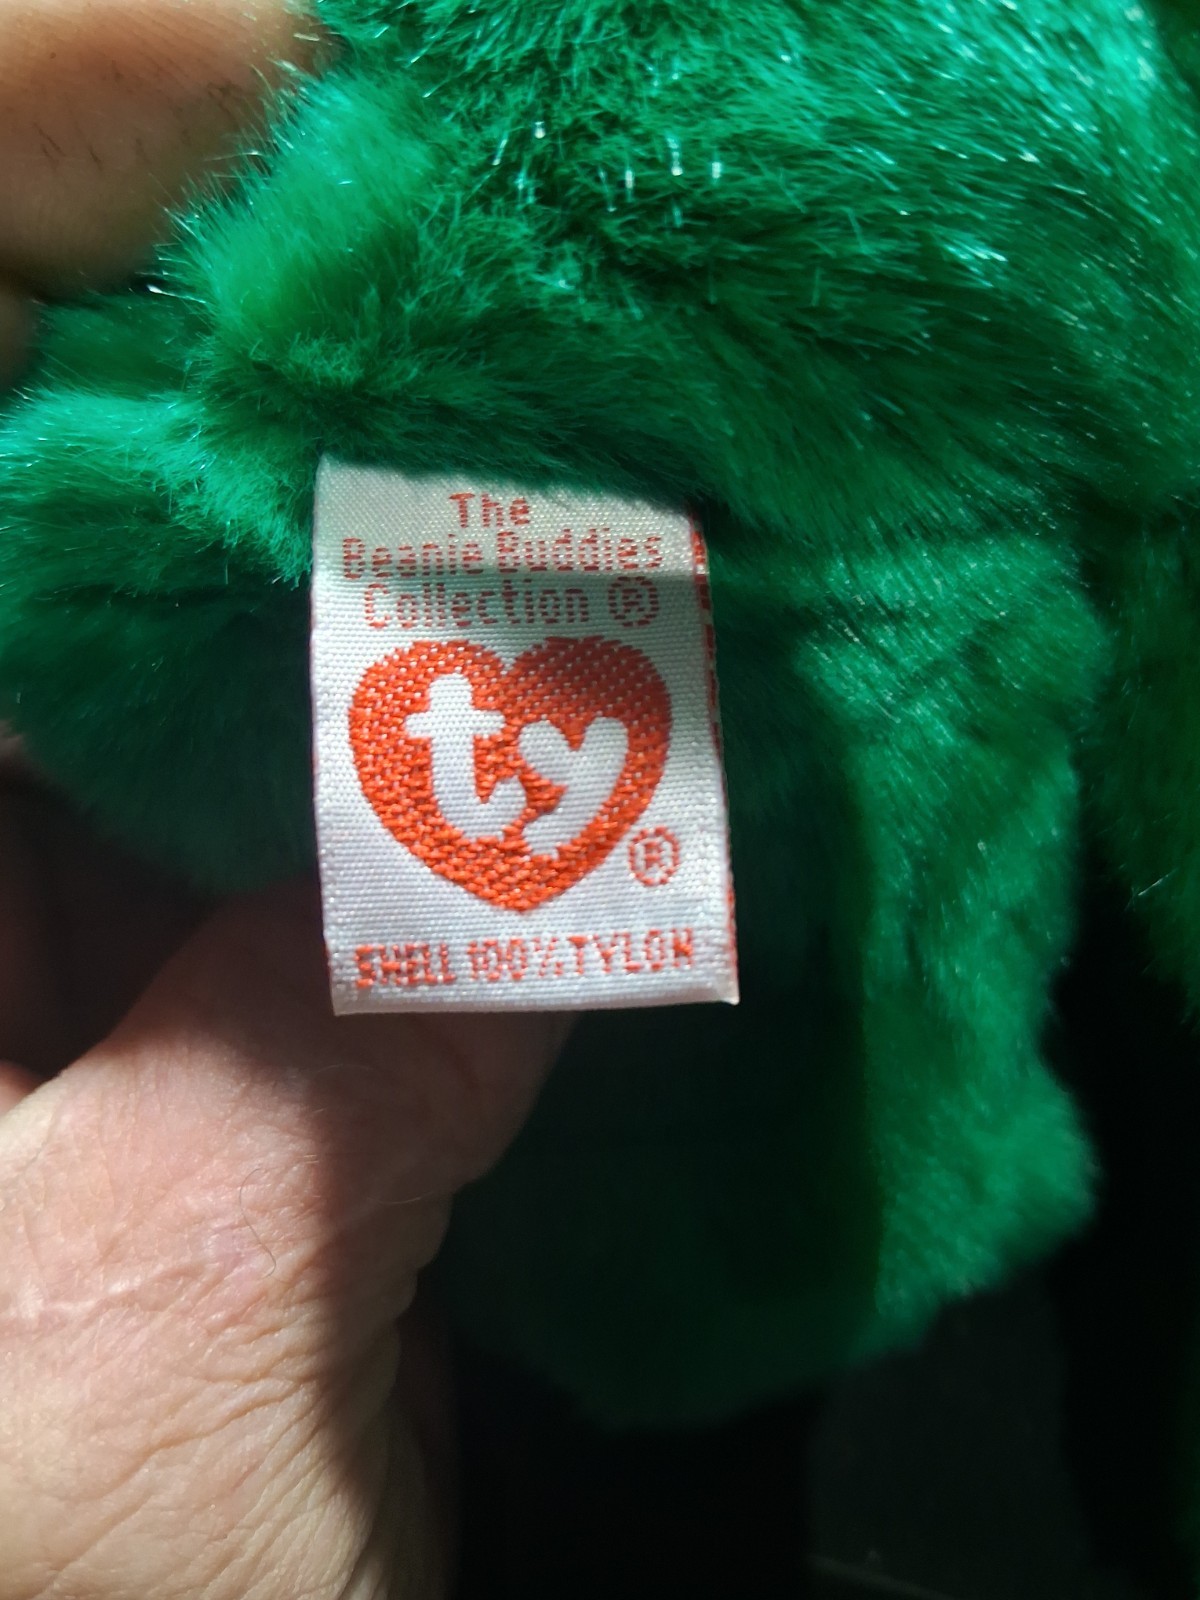 The
Beanie Buddies
Collection ®
ty
®
SHELL 100% TYLON